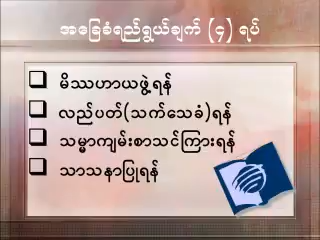 အခြေခံရည်ရွယ်ချက် (၄) ရပ်
မိဿဟာယဖွဲ့ရန်
လည်ပတ်(သက်သေခံ)ရန်
သမ္မာကျမ်းစာသင်ကြားရန်
သာသနာပြုရန်